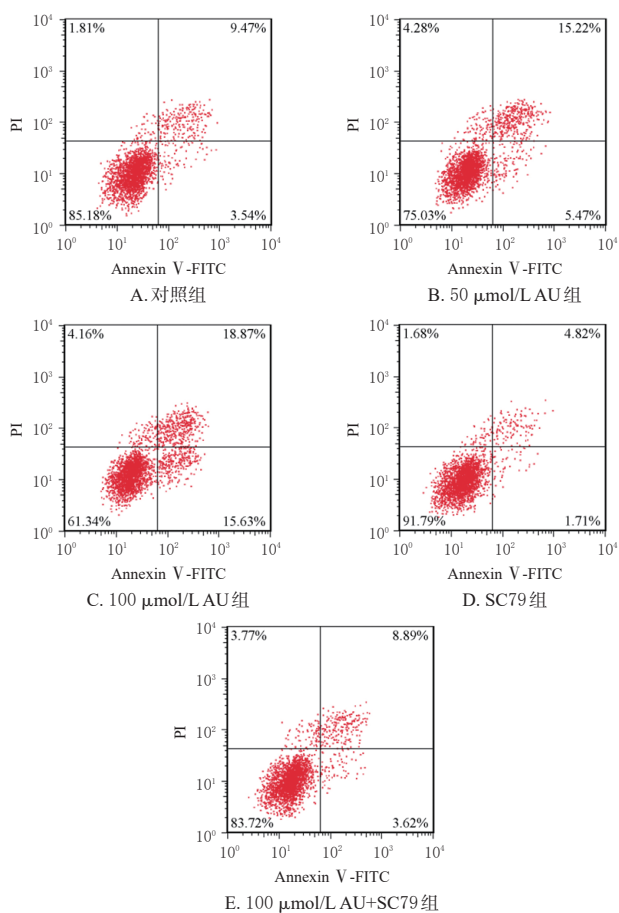 1.81% 9.47%
10⁴
10³
PI
10²
10¹
10⁰
85.18% 3.54%
10⁰ 10¹ 10² 10³ 10⁴
Annexin Ⅴ-FITC
A. 对照组
4.28% 15.22%
10⁴
10³
PI
10²
10¹
10⁰
75.03% 5.47%
10⁰ 10¹ 10² 10³ 10⁴
Annexin Ⅴ-FITC
B. 50 μmol/L AU组
4.16% 18.87%
10⁴
10³
PI
10²
10¹
10⁰
61.34% 15.63%
10⁰ 10¹ 10² 10³ 10⁴
Annexin Ⅴ-FITC
C. 100 μmol/L AU组
1.68% 4.82%
10⁴
10³
PI
10²
10¹
10⁰
91.79% 1.71%
10⁰ 10¹ 10² 10³ 10⁴
Annexin Ⅴ-FITC
D. SC79组
3.77% 8.89%
10⁴
10³
PI
10²
10¹
10⁰
83.72% 3.62%
10⁰ 10¹ 10² 10³ 10⁴
Annexin Ⅴ-FITC
E. 100 μmol/L AU+SC79组